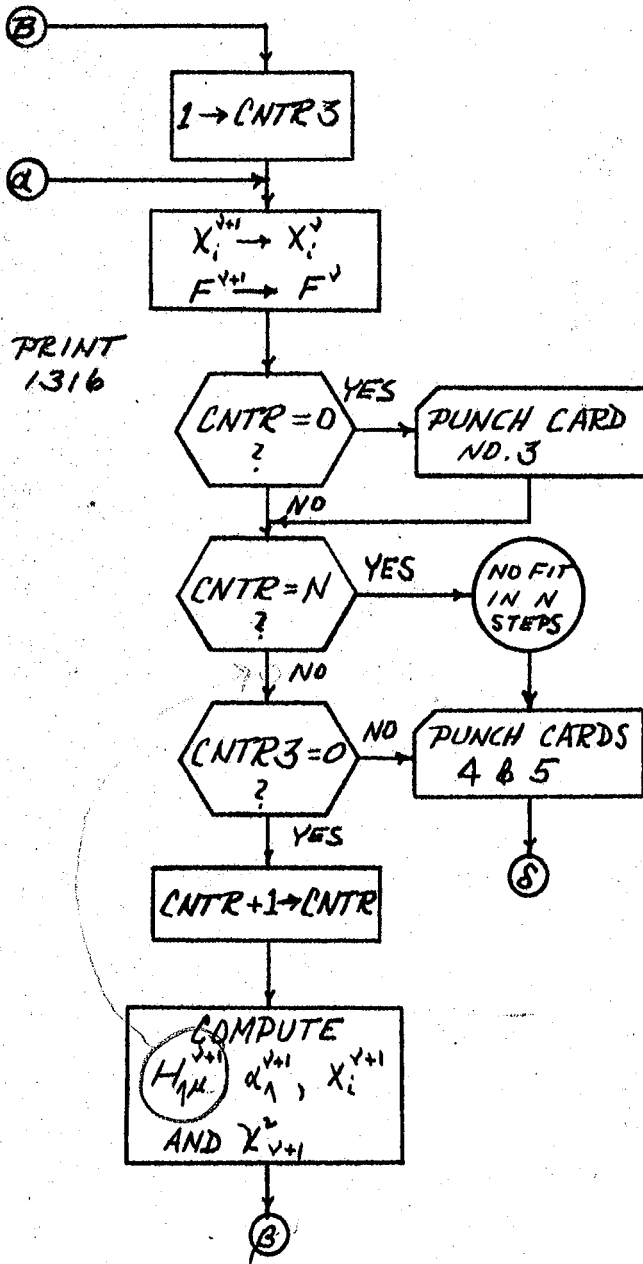 B
1→CNTR3
α
X_i^{ν+1} → X_i^ν
F^{ν+1} → F^ν
PRINT
1316
CNTR=0
?
YES
PUNCH CARD
NO. 3
NO
CNTR=N
?
YES
NO FIT
IN N
STEPS
NO
CNTR3=0
?
NO
PUNCH CARDS
4 & 5
YES
δ
CNTR+1→CNTR
COMPUTE
H_{λμ}^{ν+1} α_λ^{ν+1}, X_i^{ν+1}
AND χ²_{ν+1}
β